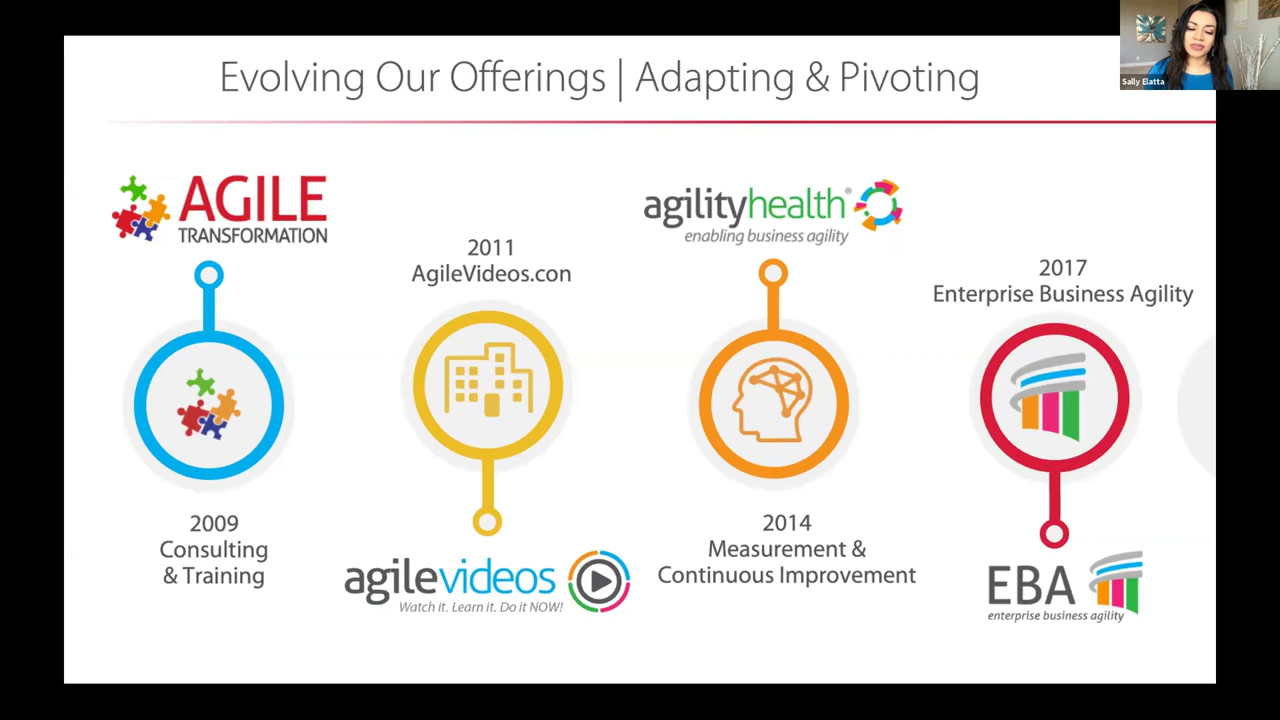 Evolving Our Offerings | Adapting & Pivoting
Sally Elatta
AGILE
TRANSFORMATION
2009
Consulting
& Training
2011
AgileVideos.con
agilevideos
Watch it. Learn it. Do it NOW!
agilityhealth®
enabling business agility
2014
Measurement &
Continuous Improvement
2017
Enterprise Business Agility
EBA
enterprise business agility